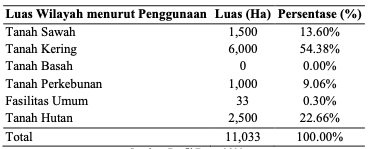 Luas Wilayah menurut Penggunaan Luas (Ha) Persentase (%)
Tanah Sawah 1,500 13.60%
Tanah Kering 6,000 54.38%
Tanah Basah 0 0.00%
Tanah Perkebunan 1,000 9.06%
Fasilitas Umum 33 0.30%
Tanah Hutan 2,500 22.66%
Total 11,033 100.00%